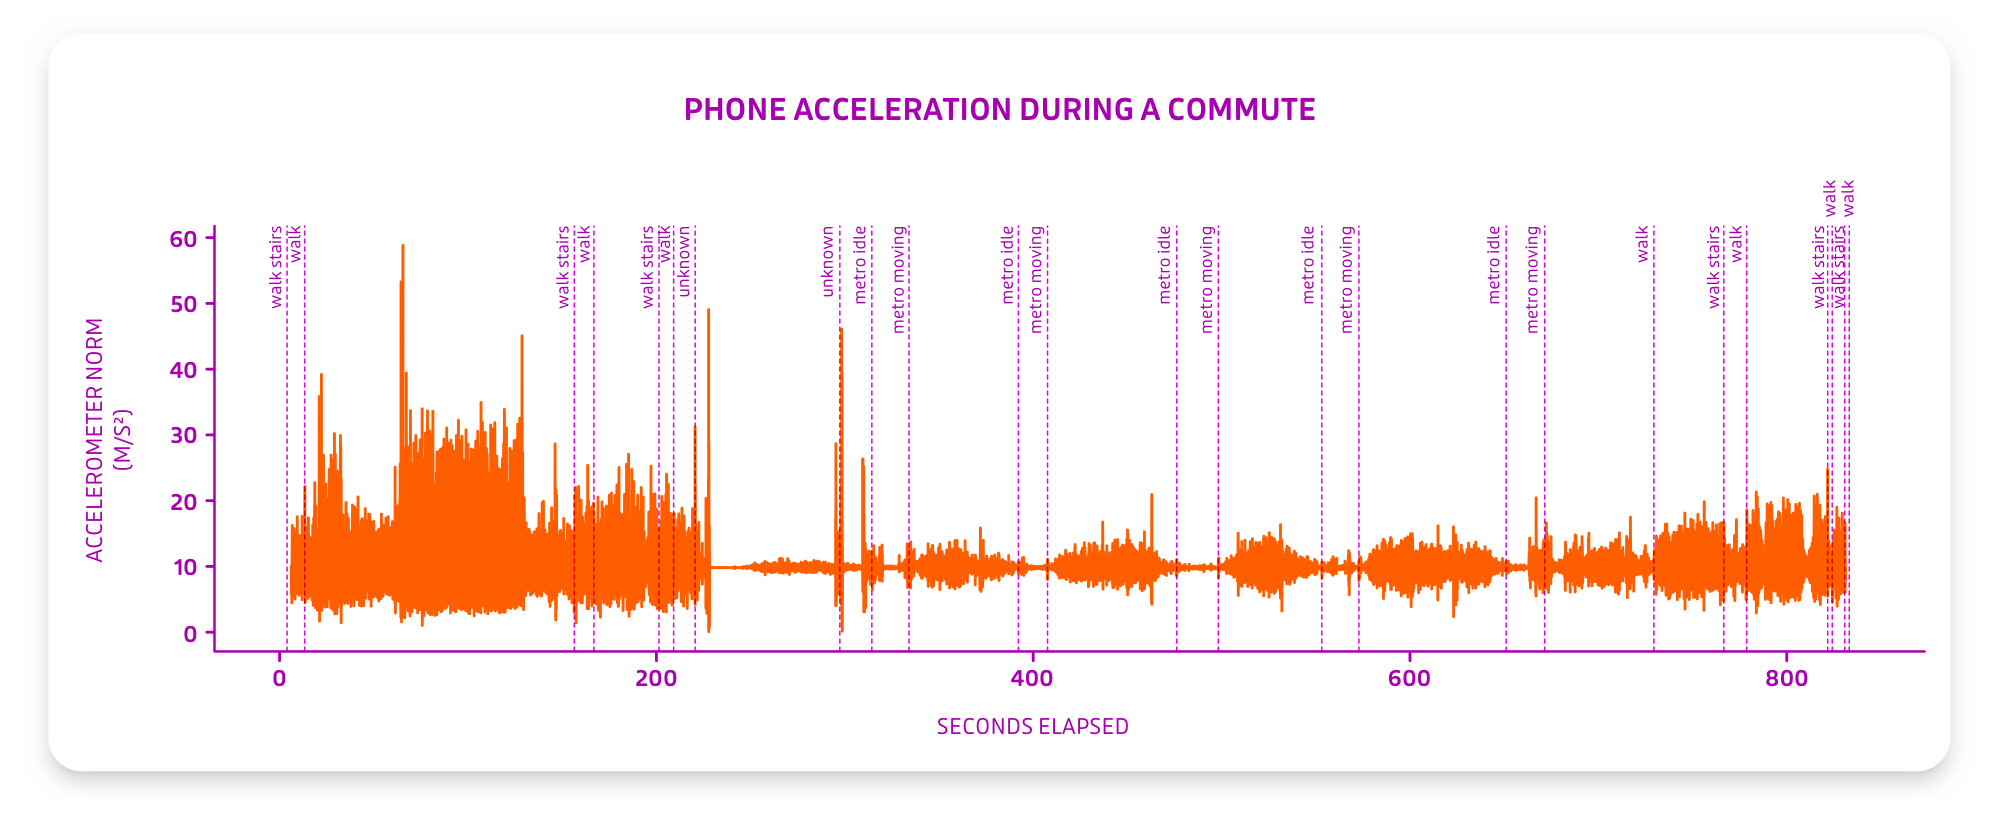 PHONE ACCELERATION DURING A COMMUTE
walk
walk
walk stairs
walk
walk stairs
walk
walk stairs
walk
unknown
unknown
metro idle
metro moving
metro idle
metro moving
metro idle
metro moving
metro idle
metro moving
metro idle
metro moving
walk
walk stairs
walk
walk stairs
walk stairs
60
50
40
30
20
10
0
ACCELEROMETER NORM
(M/S²)
0
200
400
600
800
SECONDS ELAPSED